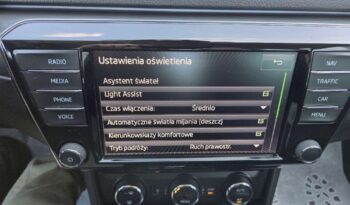 Ustawienia oświetlenia
RADIO
MEDIA
PHONE
VOICE
Asystent świateł
Light Assist
Czas włączenia: Średnio
Automatyczne światła mijania (deszcz)
Kierunkowskazy komfortowe
Tryb podróży: Ruch prawostr.
NAV
TRAFFIC
CAR
MENU